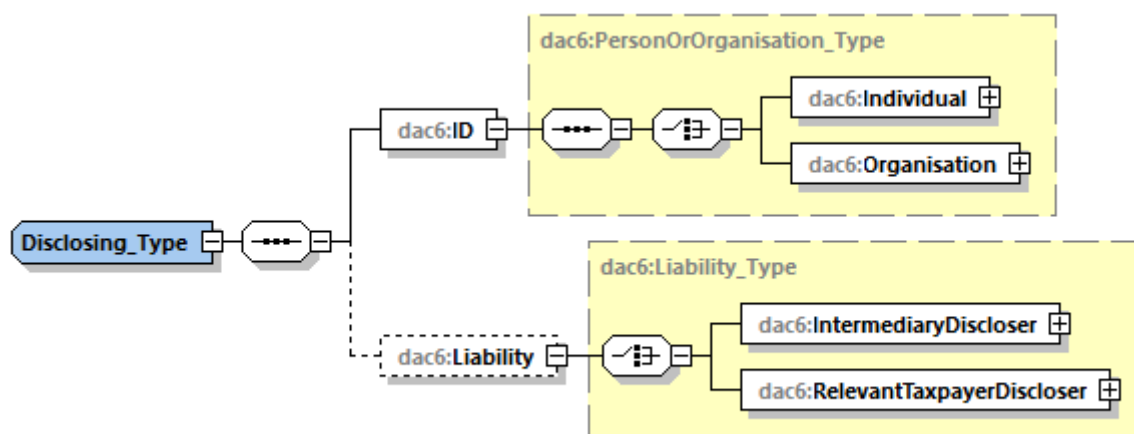 dac6:PersonOrOrganisation_Type
dac6:Individual
dac6:ID
dac6:Organisation
Disclosing_Type
dac6:Liability_Type
dac6:IntermediaryDiscloser
dac6:Liability
dac6:RelevantTaxpayerDiscloser